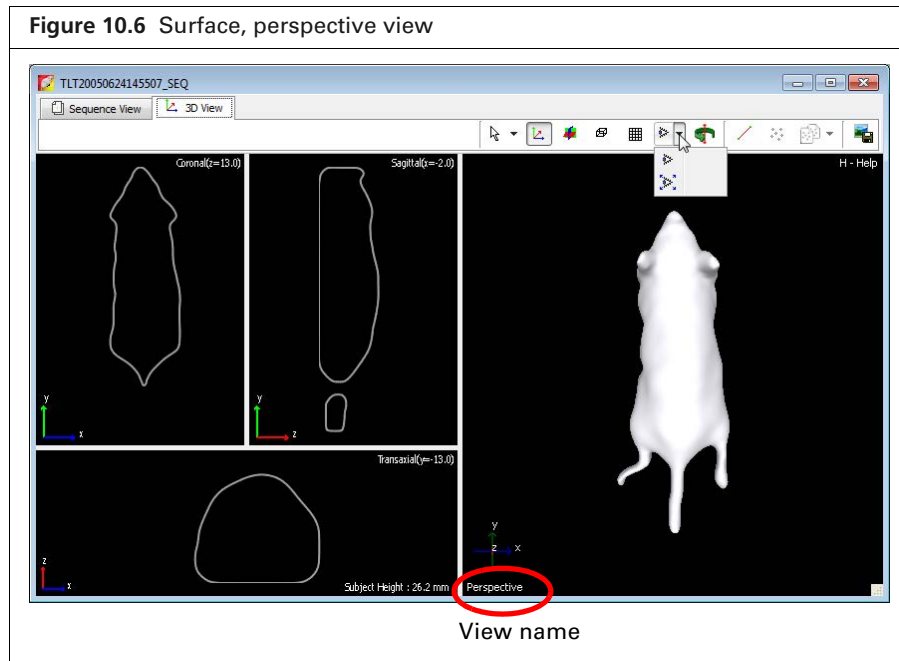 Figure 10.6 Surface, perspective view
TLT20050624145507_SEQ
Sequence View
3D View
Coronal(z=13.0)
Sagittal(x=-2.0)
H - Help
y
x
y
z
Transaxial(y=-13.0)
z
x
Subject Height : 26.2 mm
y
z
x
Perspective
View name